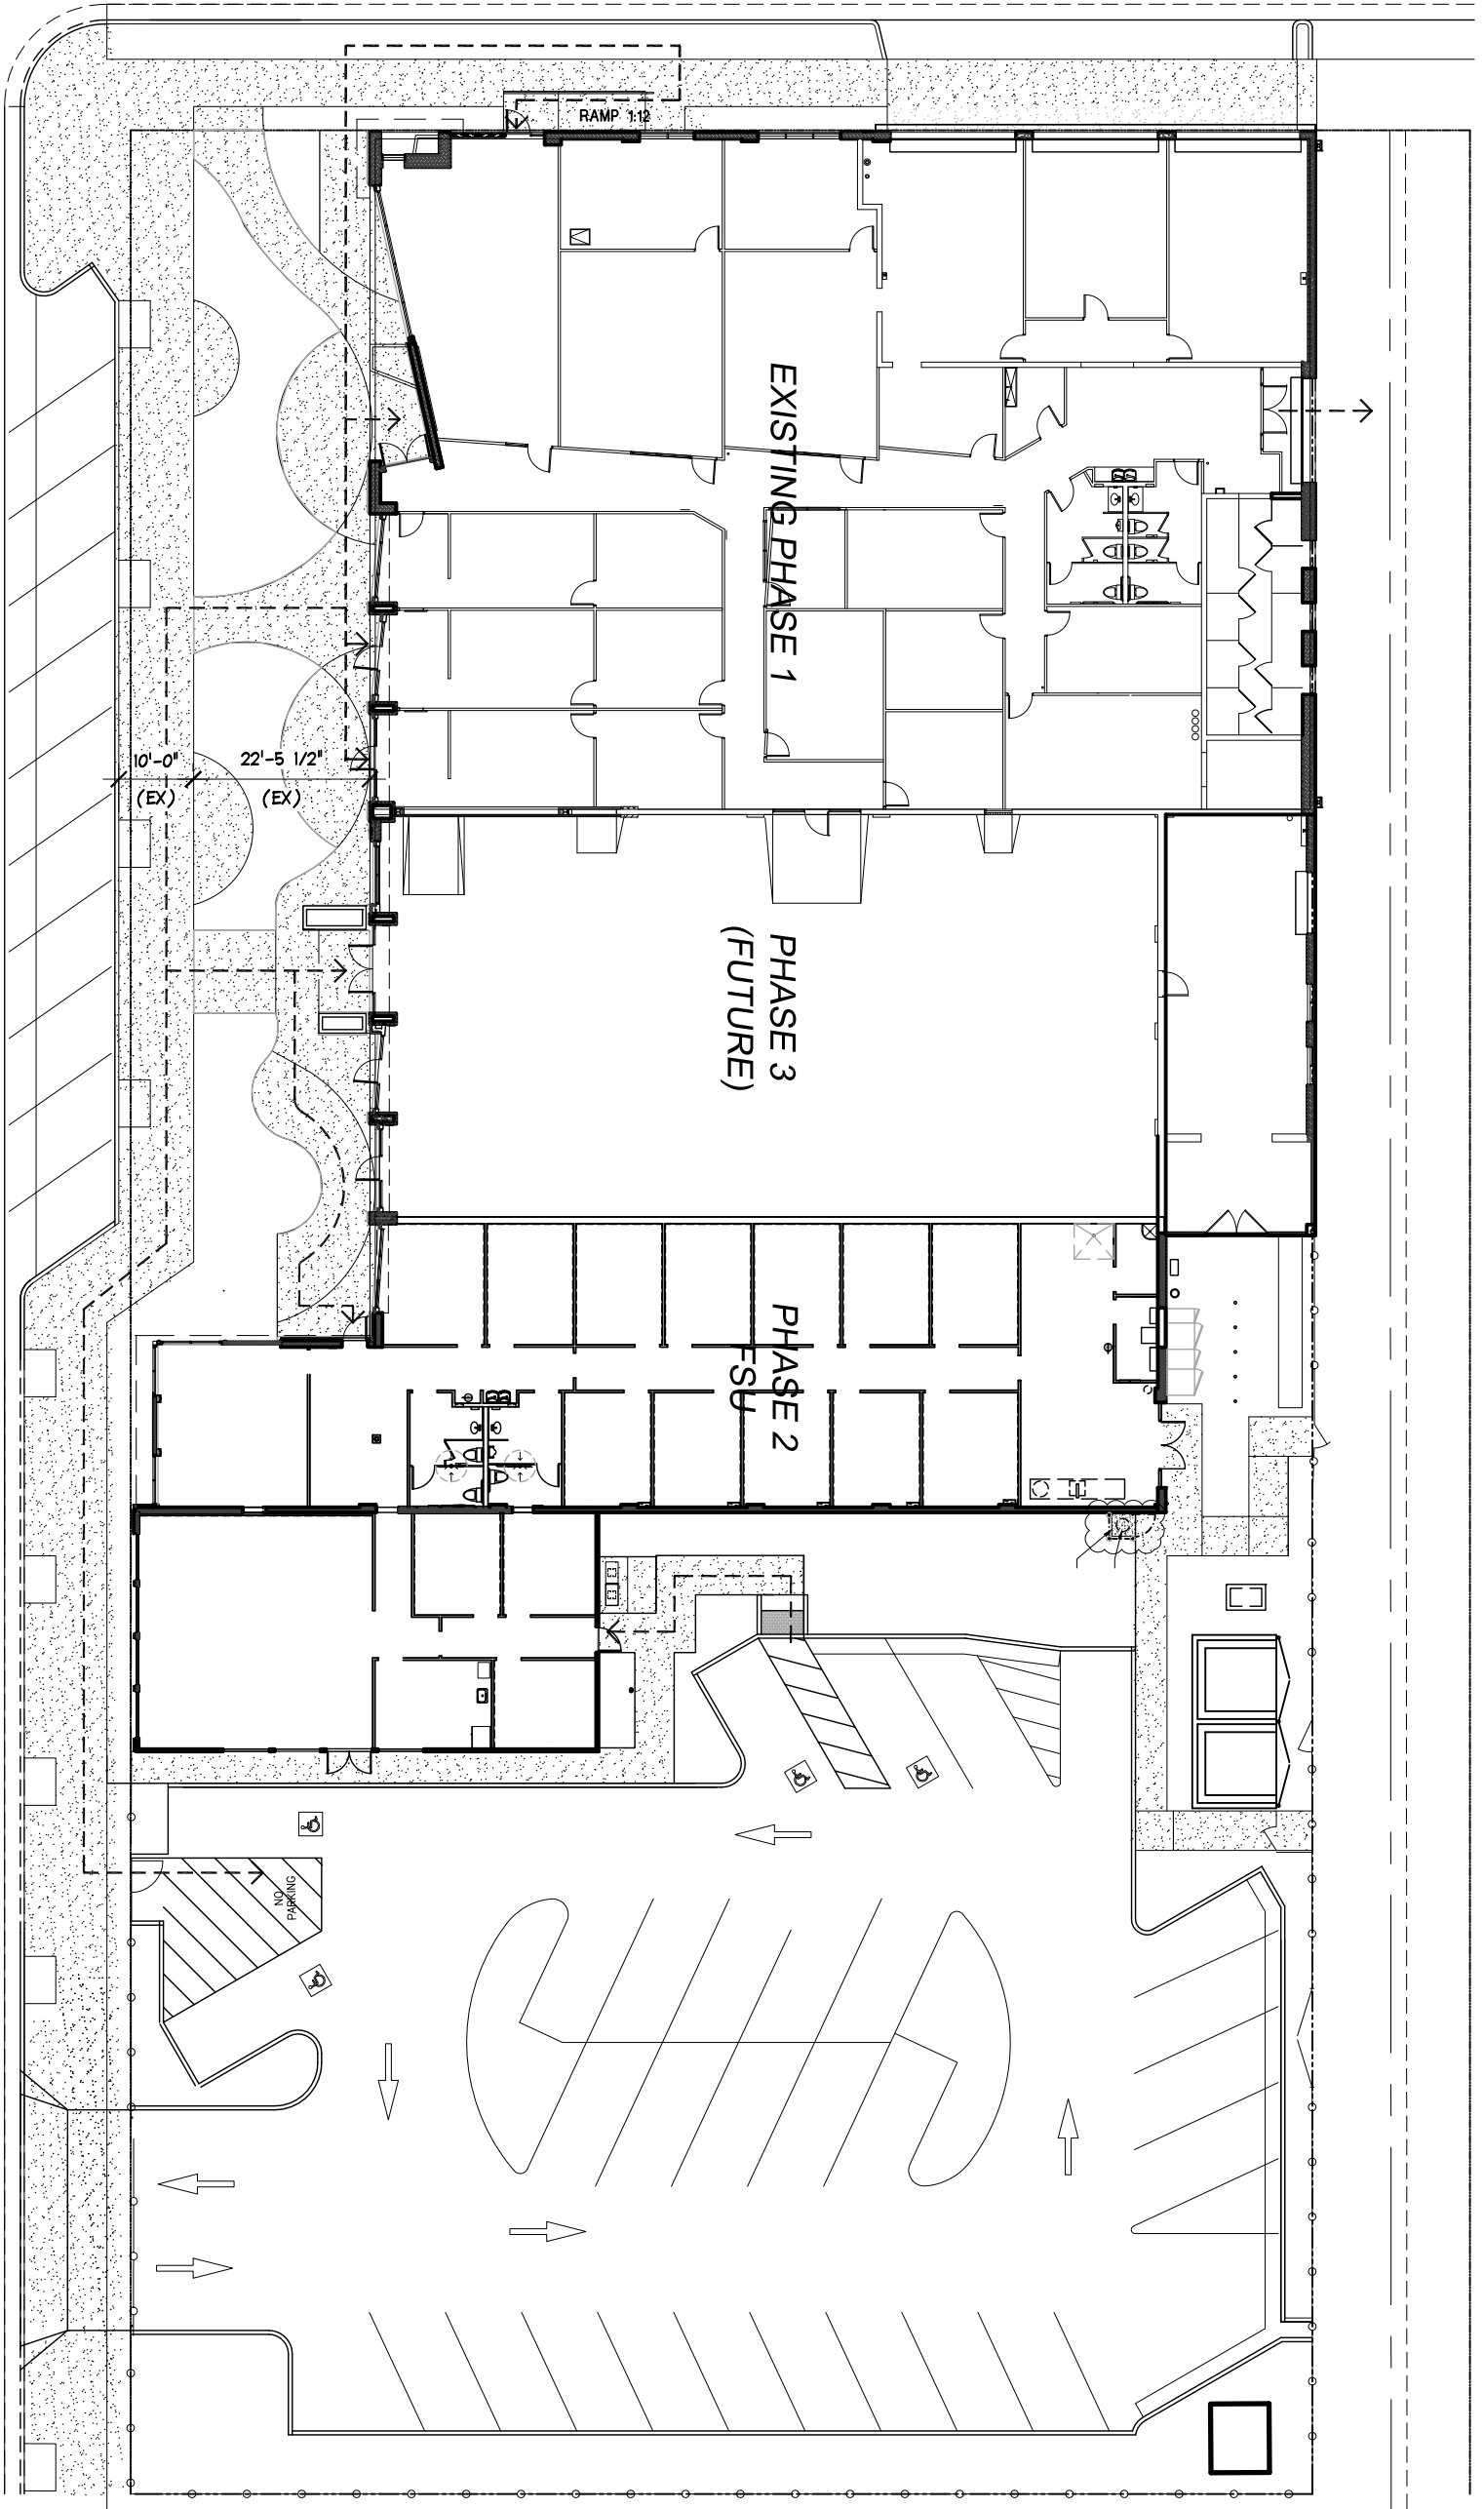 RAMP 1:12
EXISTING PHASE 1
10'-0"
(EX)
22'-5 1/2"
(EX)
PHASE 3
(FUTURE)
PHASE 2
FSU
NO
PARKING